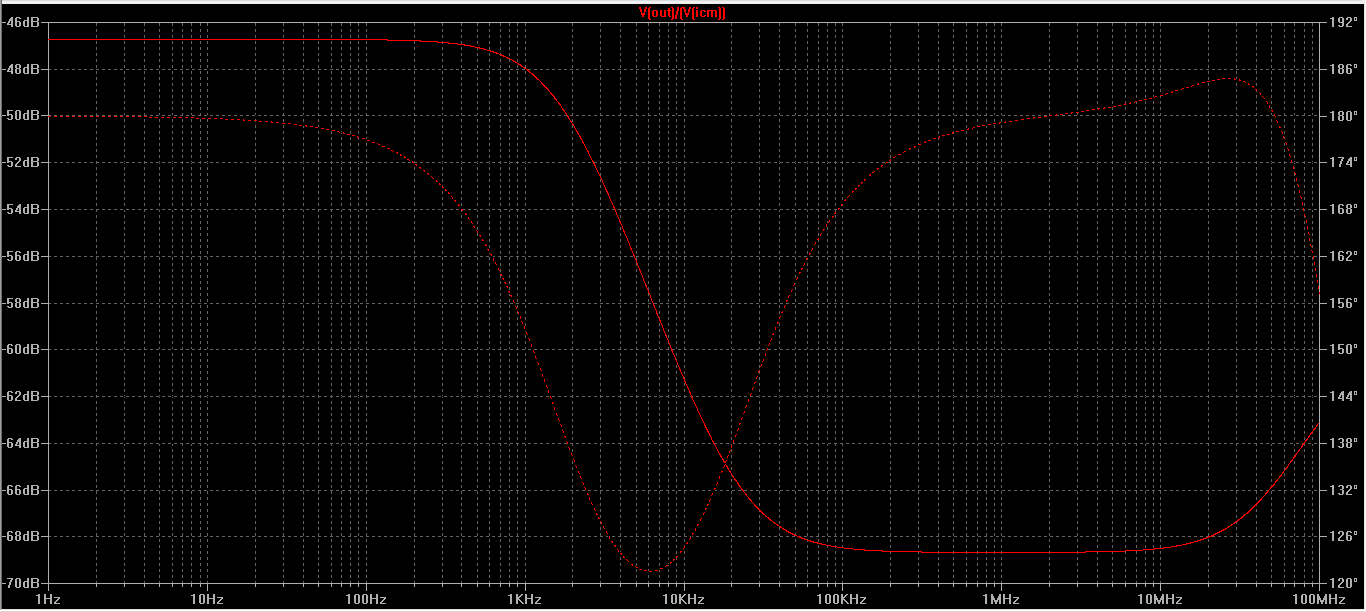 V[out]/(V[icm])
-46dB 192°
-48dB 186°
-50dB 180°
-52dB 174°
-54dB 168°
-56dB 162°
-58dB 156°
-60dB 150°
-62dB 144°
-64dB 138°
-66dB 132°
-68dB 126°
-70dB 120°
1Hz 10Hz 100Hz 1KHz 10KHz 100KHz 1MHz 10MHz 100MHz